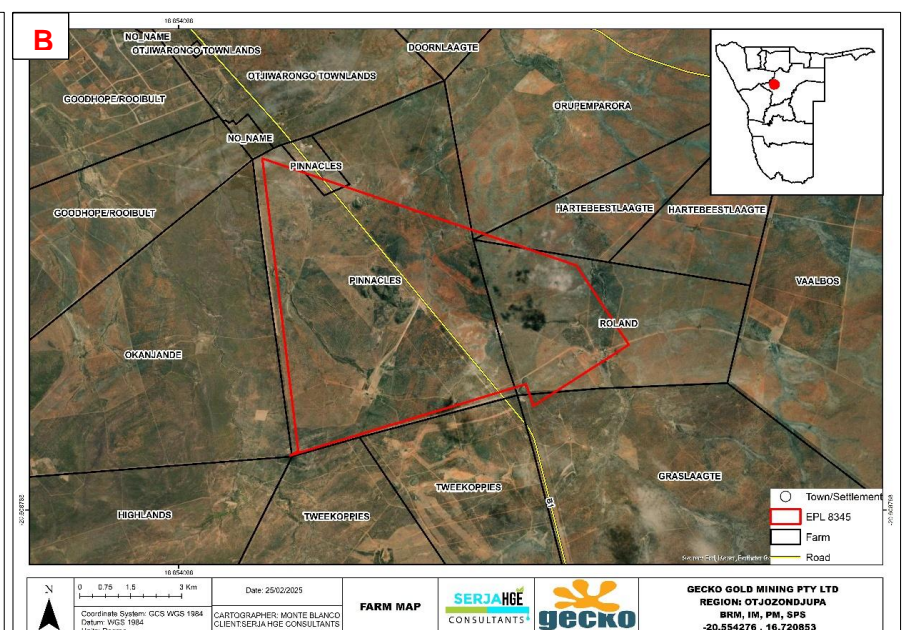 B
16.654086
NO_NAME
OTJIWARONGO TOWNLANDS
DOORNLAAGTE
OTJIWARONGO TOWNLANDS
GOODHOPE/ROOIBULT
ORUPEMPARORA
NO_NAME
PINNACLES
GOODHOPE/ROOIBULT
HARTEBEESTLAAGTE
HARTEBEESTLAAGTE
PINNACLES
VAALBOS
ROLAND
OKANJANDE
GRASLAAGTE
TWEEKOPPIES
HIGHLANDS
TWEEKOPPIES
B1
Town/Settlement
EPL 8345
Farm
Road
16.654086
N
0 0.75 1.5 3 Km
Coordinate System: GCS WGS 1984
Datum: WGS 1984
Date: 25/02/2025
CARTOGRAPHER: MONTE BLANCO
CLIENT:SERJA HGE CONSULTANTS
FARM MAP
SERJAHGE
CONSULTANTS
gecko
GECKO GOLD MINING PTY LTD
REGION: OTJOZONDJUPA
BRM, IM, PM, SPS
-20.554276 , 16.720853